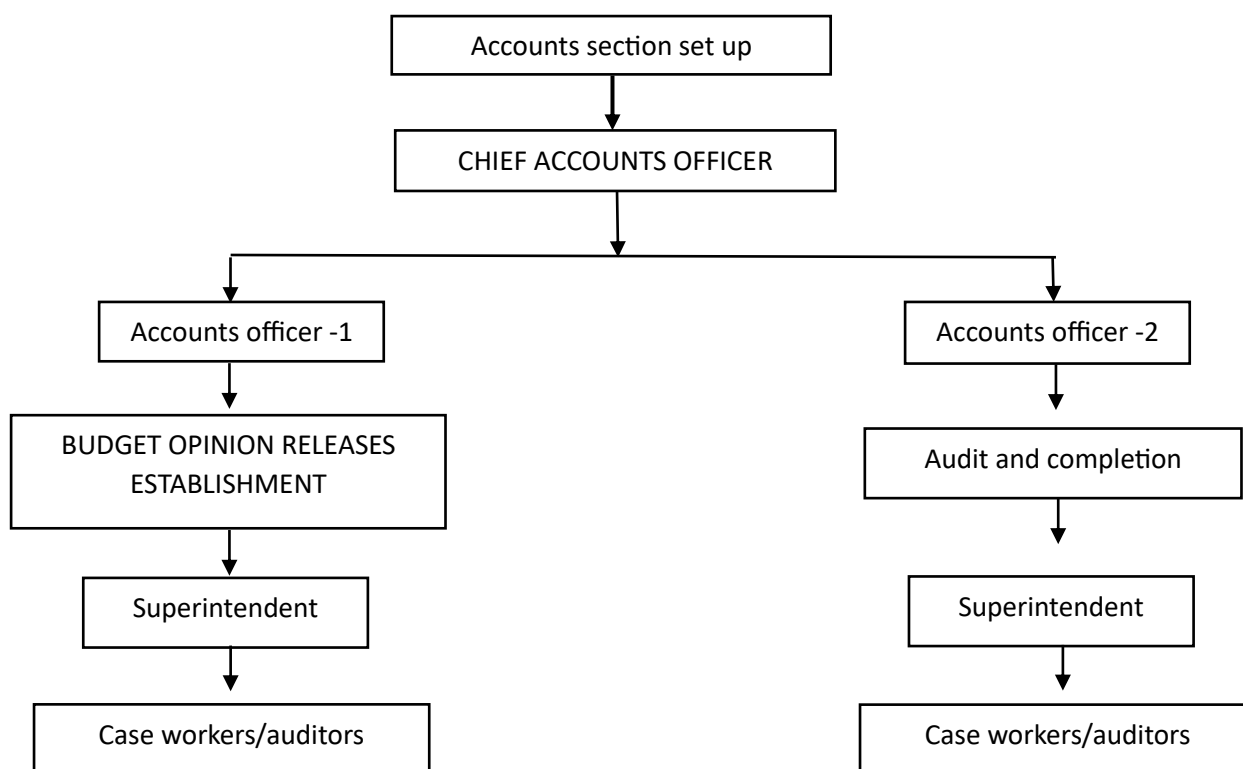 Accounts section set up
CHIEF ACCOUNTS OFFICER
Accounts officer -1
Accounts officer -2
BUDGET OPINION RELEASES
ESTABLISHMENT
Audit and completion
Superintendent
Superintendent
Case workers/auditors
Case workers/auditors